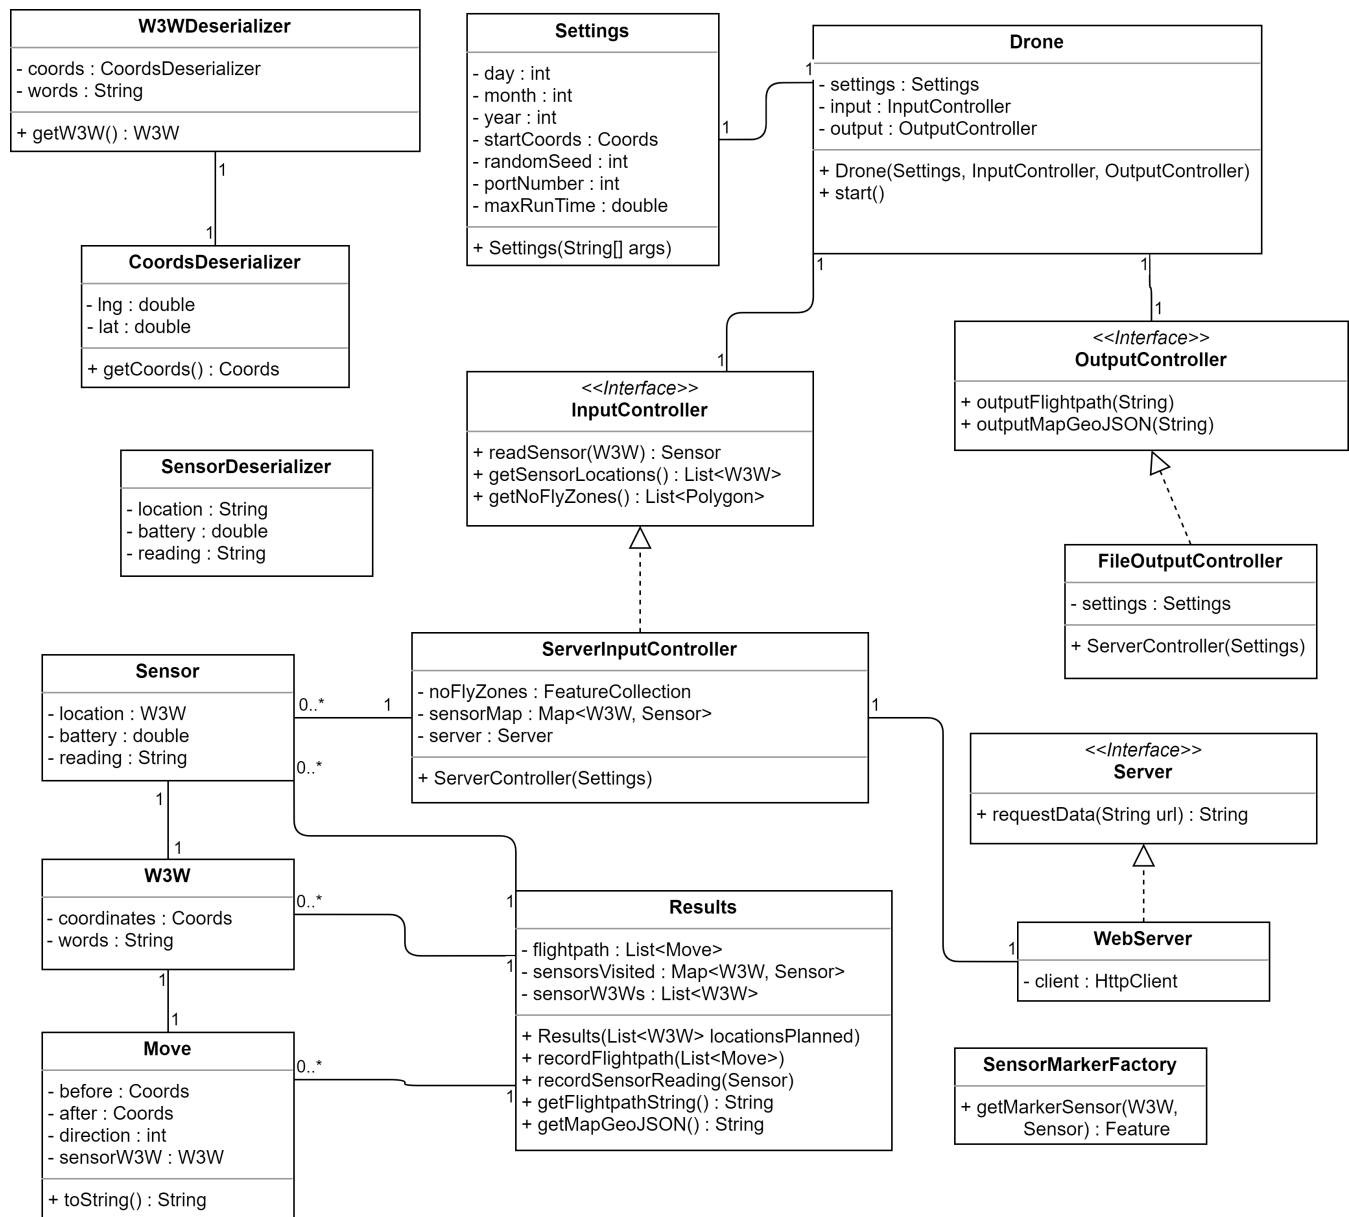 W3WDeserializer
- coords : CoordsDeserializer
- words : String
+ getW3W() : W3W
1
1
CoordsDeserializer
- lng : double
- lat : double
+ getCoords() : Coords
SensorDeserializer
- location : String
- battery : double
- reading : String
Settings
- day : int
- month : int
- year : int
- startCoords : Coords
- randomSeed : int
- portNumber : int
- maxRunTime : double
+ Settings(String[] args)
1
1
Drone
- settings : Settings
- input : InputController
- output : OutputController
+ Drone(Settings, InputController, OutputController)
+ start()
1
1
1
1
<<Interface>>
InputController
+ readSensor(W3W) : Sensor
+ getSensorLocations() : List<W3W>
+ getNoFlyZones() : List<Polygon>
<<Interface>>
OutputController
+ outputFlightpath(String)
+ outputMapGeoJSON(String)
FileOutputController
- settings : Settings
+ ServerController(Settings)
ServerInputController
- noFlyZones : FeatureCollection
- sensorMap : Map<W3W, Sensor>
- server : Server
+ ServerController(Settings)
0..*
1
1
Sensor
- location : W3W
- battery : double
- reading : String
0..*
1
1
<<Interface>>
Server
+ requestData(String url) : String
W3W
- coordinates : Coords
- words : String
0..*
1
1
1
1
Results
- flightpath : List<Move>
- sensorsVisited : Map<W3W, Sensor>
- sensorW3Ws : List<W3W>
+ Results(List<W3W> locationsPlanned)
+ recordFlightpath(List<Move>)
+ recordSensorReading(Sensor)
+ getFlightpathString() : String
+ getMapGeoJSON() : String
1
WebServer
- client : HttpClient
Move
- before : Coords
- after : Coords
- direction : int
- sensorW3W : W3W
+ toString() : String
0..*
1
SensorMarkerFactory
+ getMarkerSensor(W3W,
Sensor) : Feature